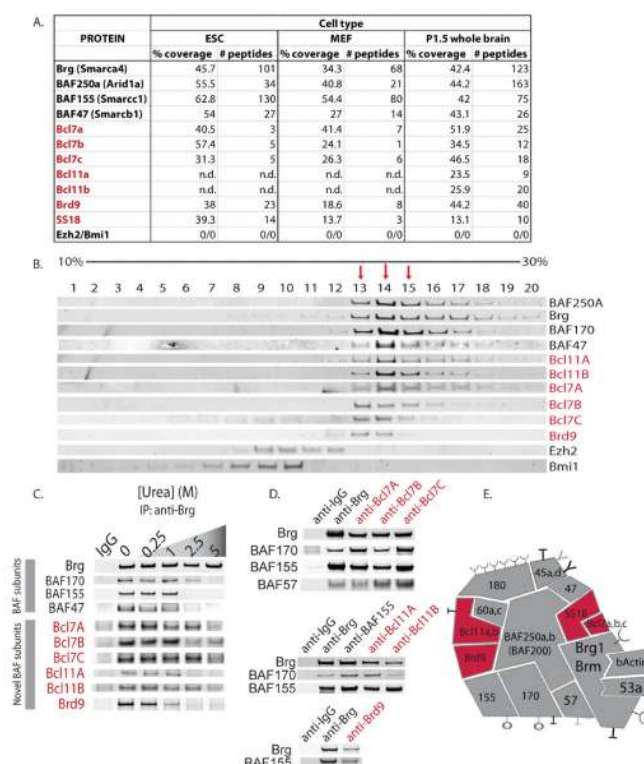 A.
Cell type
PROTEIN ESC MEF P1.5 whole brain
% coverage # peptides % coverage # peptides % coverage # peptides
Brg (Smarca4) 45.7 101 34.3 68 42.4 123
BAF250a (Arid1a) 55.5 34 40.8 21 44.2 163
BAF155 (Smarcc1) 62.8 130 54.4 80 42 75
BAF47 (Smarcb1) 54 27 27 14 43.1 26
Bcl7a 40.5 3 41.4 7 51.9 25
Bcl7b 57.4 5 24.1 1 34.5 12
Bcl7c 31.3 5 26.3 6 46.5 18
Bcl11a n.d. n.d. n.d. n.d. 23.5 9
Bcl11b n.d. n.d. n.d. n.d. 25.9 20
Brd9 38 23 18.6 8 44.2 40
SS18 39.3 14 13.7 3 13.1 10
Ezh2/Bmi1 0/0 0/0 0/0 0/0 0/0 0/0
B. 10% 30%
1 2 3 4 5 6 7 8 9 10 11 12 13 14 15 16 17 18 19 20
BAF250A
Brg
BAF170
BAF47
Bcl11A
Bcl11B
Bcl7A
Bcl7B
Bcl7C
Brd9
Ezh2
Bmi1
C.
[Urea] (M)
IP: anti-Brg
IgG 0 0.25 1 2.5 5
BAF subunits
Brg
BAF170
BAF155
BAF47
Novel BAF subunits
Bcl7A
Bcl7B
Bcl7C
Bcl11A
Bcl11B
Brd9
D.
anti-IgG anti-Brg anti-Bcl7A anti-Bcl7B anti-Bcl7C
Brg
BAF170
BAF155
BAF57
anti-IgG anti-Brg anti-BAF155 anti-Bcl11A anti-Bcl11B
Brg
BAF170
BAF155
anti-IgG anti-Brg anti-Brd9
Brg
BAF155
E.
180
45a,d
47
60a,c
SS18
Bcl7a,b,c
Bcl11a,b
BAF250a,b
(BAF200)
Brg1
Brm
bActin
Brd9
53a
155
170
57